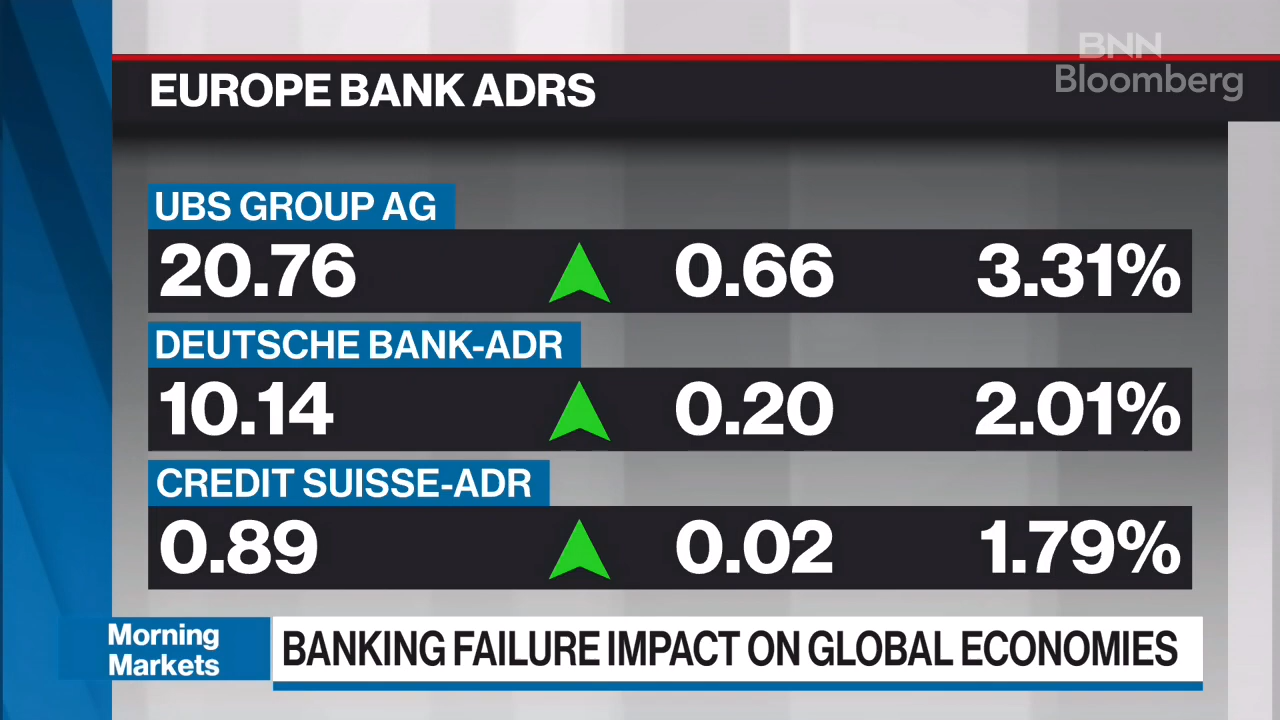 BNN
Bloomberg
EUROPE BANK ADRS
UBS GROUP AG
20.76 ▲ 0.66 3.31%
DEUTSCHE BANK-ADR
10.14 ▲ 0.20 2.01%
CREDIT SUISSE-ADR
0.89 ▲ 0.02 1.79%
Morning
Markets
BANKING FAILURE IMPACT ON GLOBAL ECONOMIES